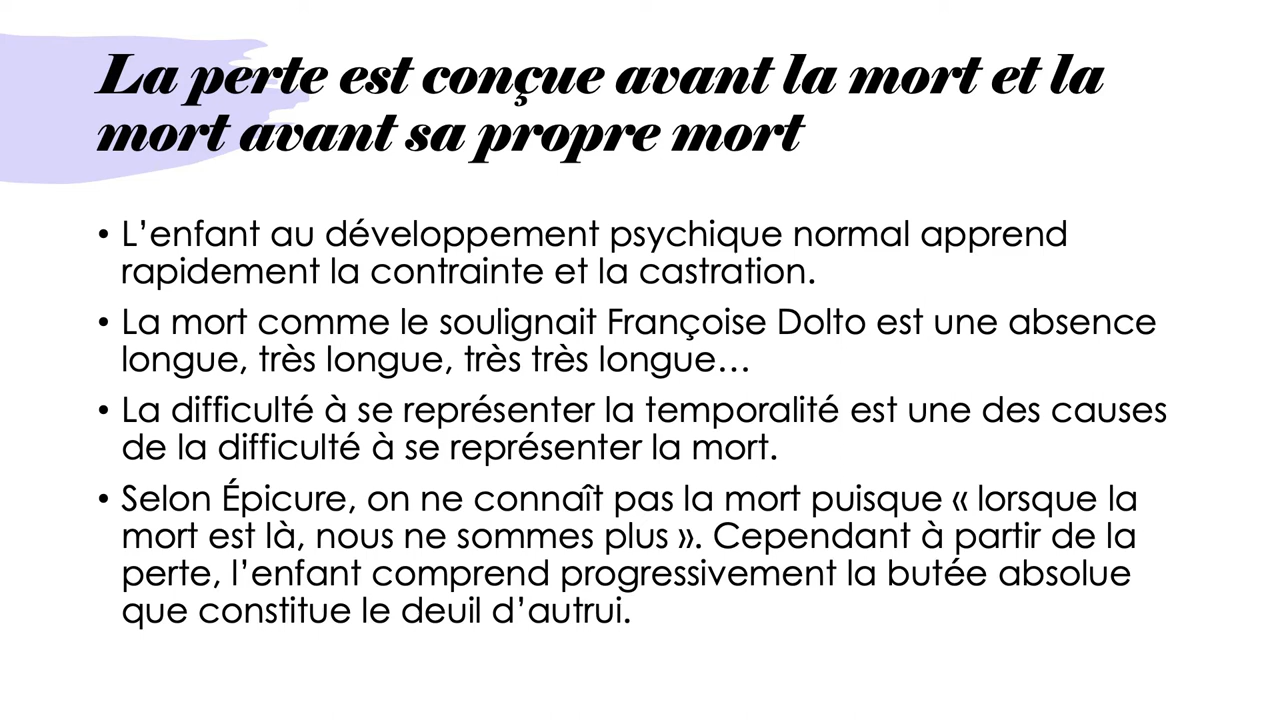 La perte est conçue avant la mort et la
mort avant sa propre mort
• L’enfant au développement psychique normal apprend
rapidement la contrainte et la castration.
• La mort comme le soulignait Françoise Dolto est une absence
longue, très longue, très très longue…
• La difficulté à se représenter la temporalité est une des causes
de la difficulté à se représenter la mort.
• Selon Épicure, on ne connaît pas la mort puisque « lorsque la
mort est là, nous ne sommes plus ». Cependant à partir de la
perte, l’enfant comprend progressivement la butée absolue
que constitue le deuil d’autrui.